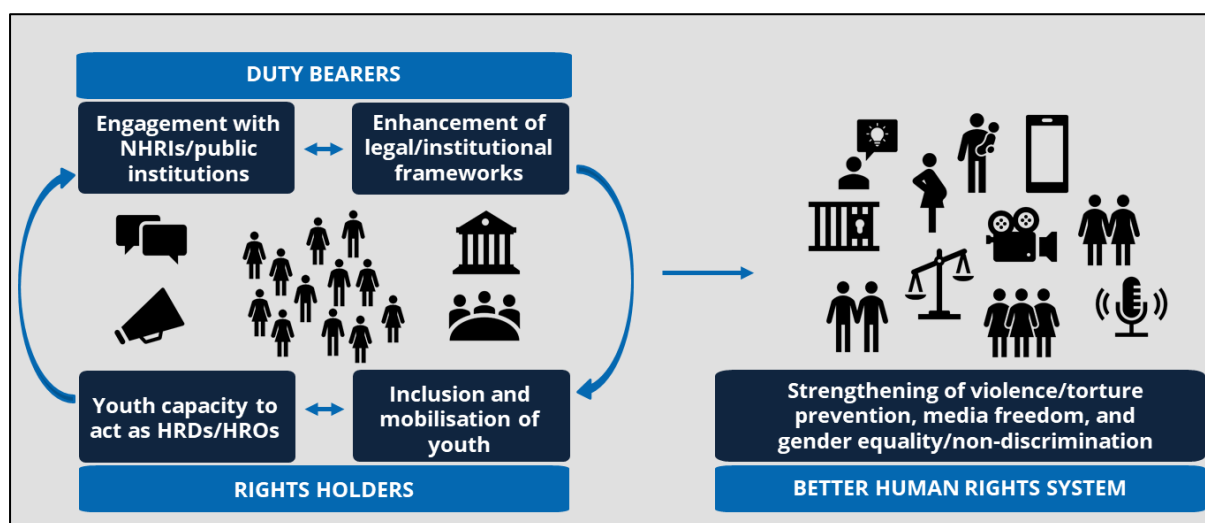 DUTY BEARERS
Engagement with
NHRIs/public
institutions
Enhancement of
legal/institutional
frameworks
Youth capacity to
act as HRDs/HROs
Inclusion and
mobilisation of
youth
RIGHTS HOLDERS
Strengthening of violence/torture
prevention, media freedom, and
gender equality/non-discrimination
BETTER HUMAN RIGHTS SYSTEM